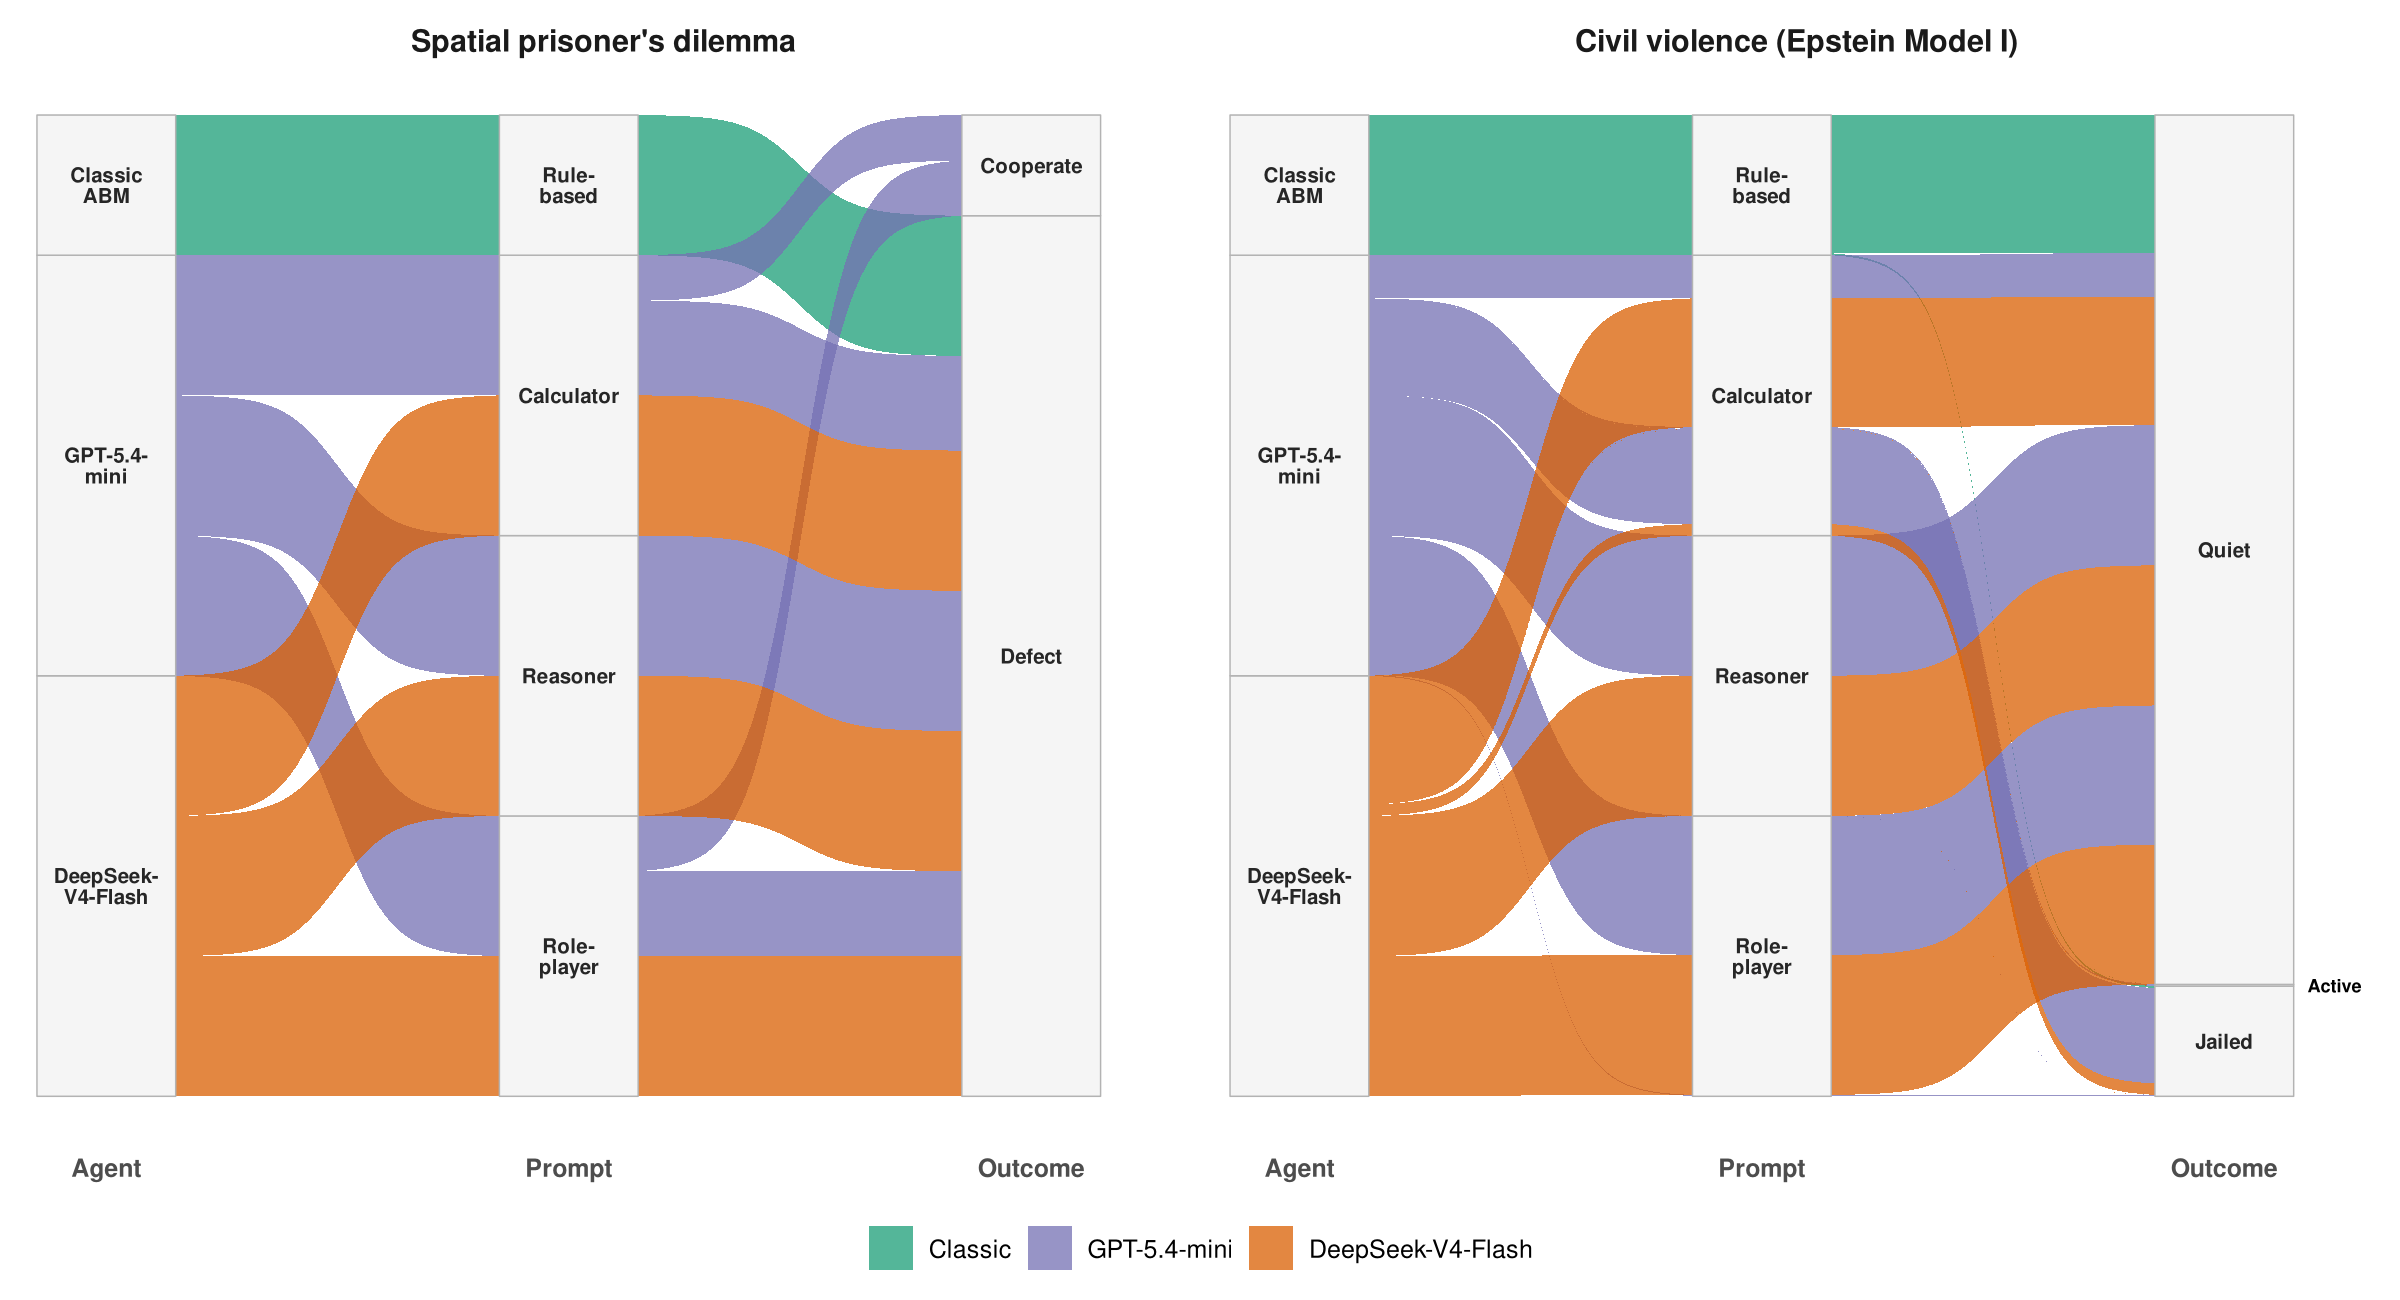 Spatial prisoner's dilemma
Classic
ABM
GPT-5.4-
mini
DeepSeek-
V4-Flash
Rule-
based
Calculator
Reasoner
Role-
player
Cooperate
Defect
Agent
Prompt
Outcome
Civil violence (Epstein Model I)
Classic
ABM
GPT-5.4-
mini
DeepSeek-
V4-Flash
Rule-
based
Calculator
Reasoner
Role-
player
Quiet
Active
Jailed
Agent
Prompt
Outcome
Classic
GPT-5.4-mini
DeepSeek-V4-Flash